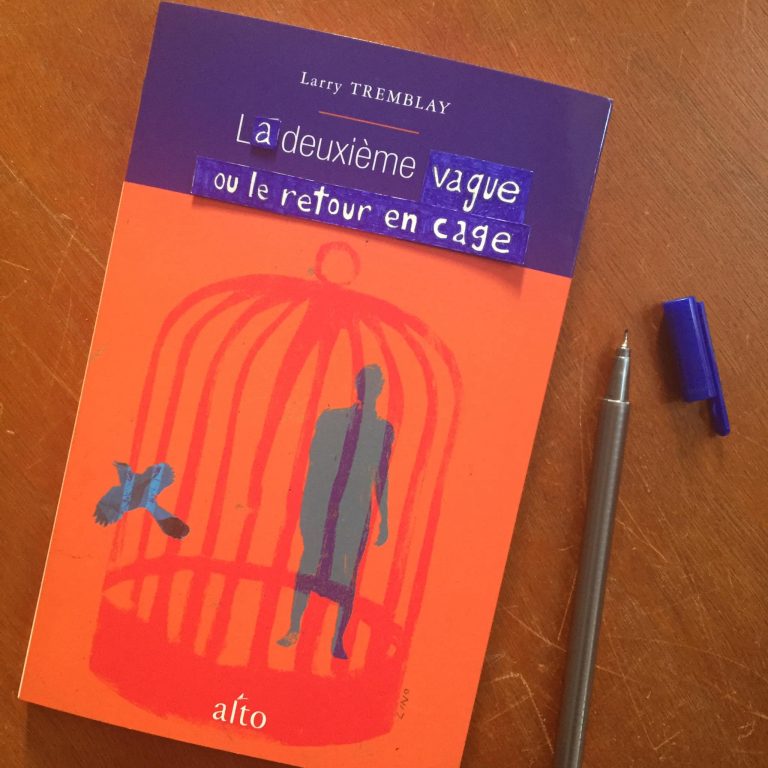 Larry TREMBLAY
La deuxième vague
ou le retour en cage
LINO
alto